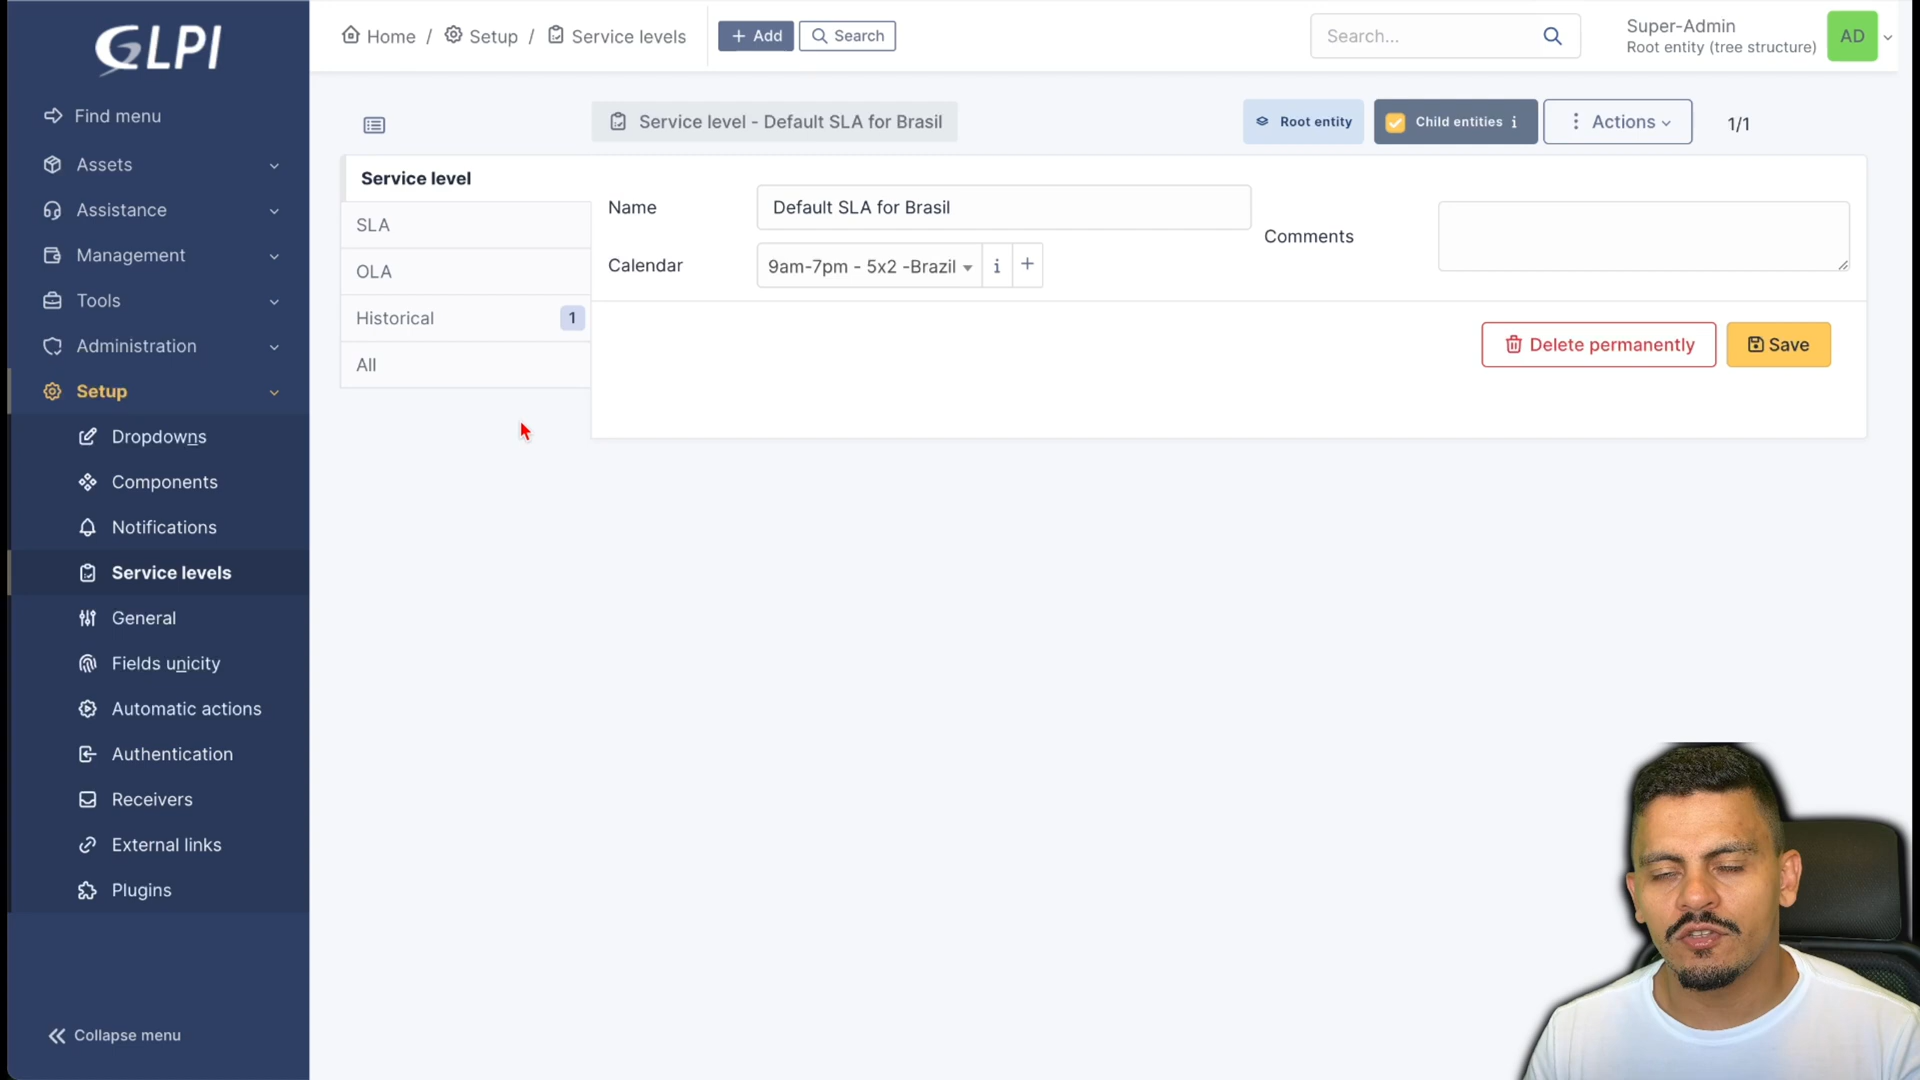 GLPI
Home / Setup / Service levels
Add
Search
Search...
Super-Admin
Root entity (tree structure)
AD
Find menu
Assets
Assistance
Management
Tools
Administration
Setup
Dropdowns
Components
Notifications
Service levels
General
Fields unicity
Automatic actions
Authentication
Receivers
External links
Plugins
Collapse menu
Service level - Default SLA for Brasil
Root entity
Child entities i
Actions
1/1
Service level
SLA
OLA
Historical 1
All
Name
Default SLA for Brasil
Comments
Calendar
9am-7pm - 5x2 -Brazil
i
+
Delete permanently
Save